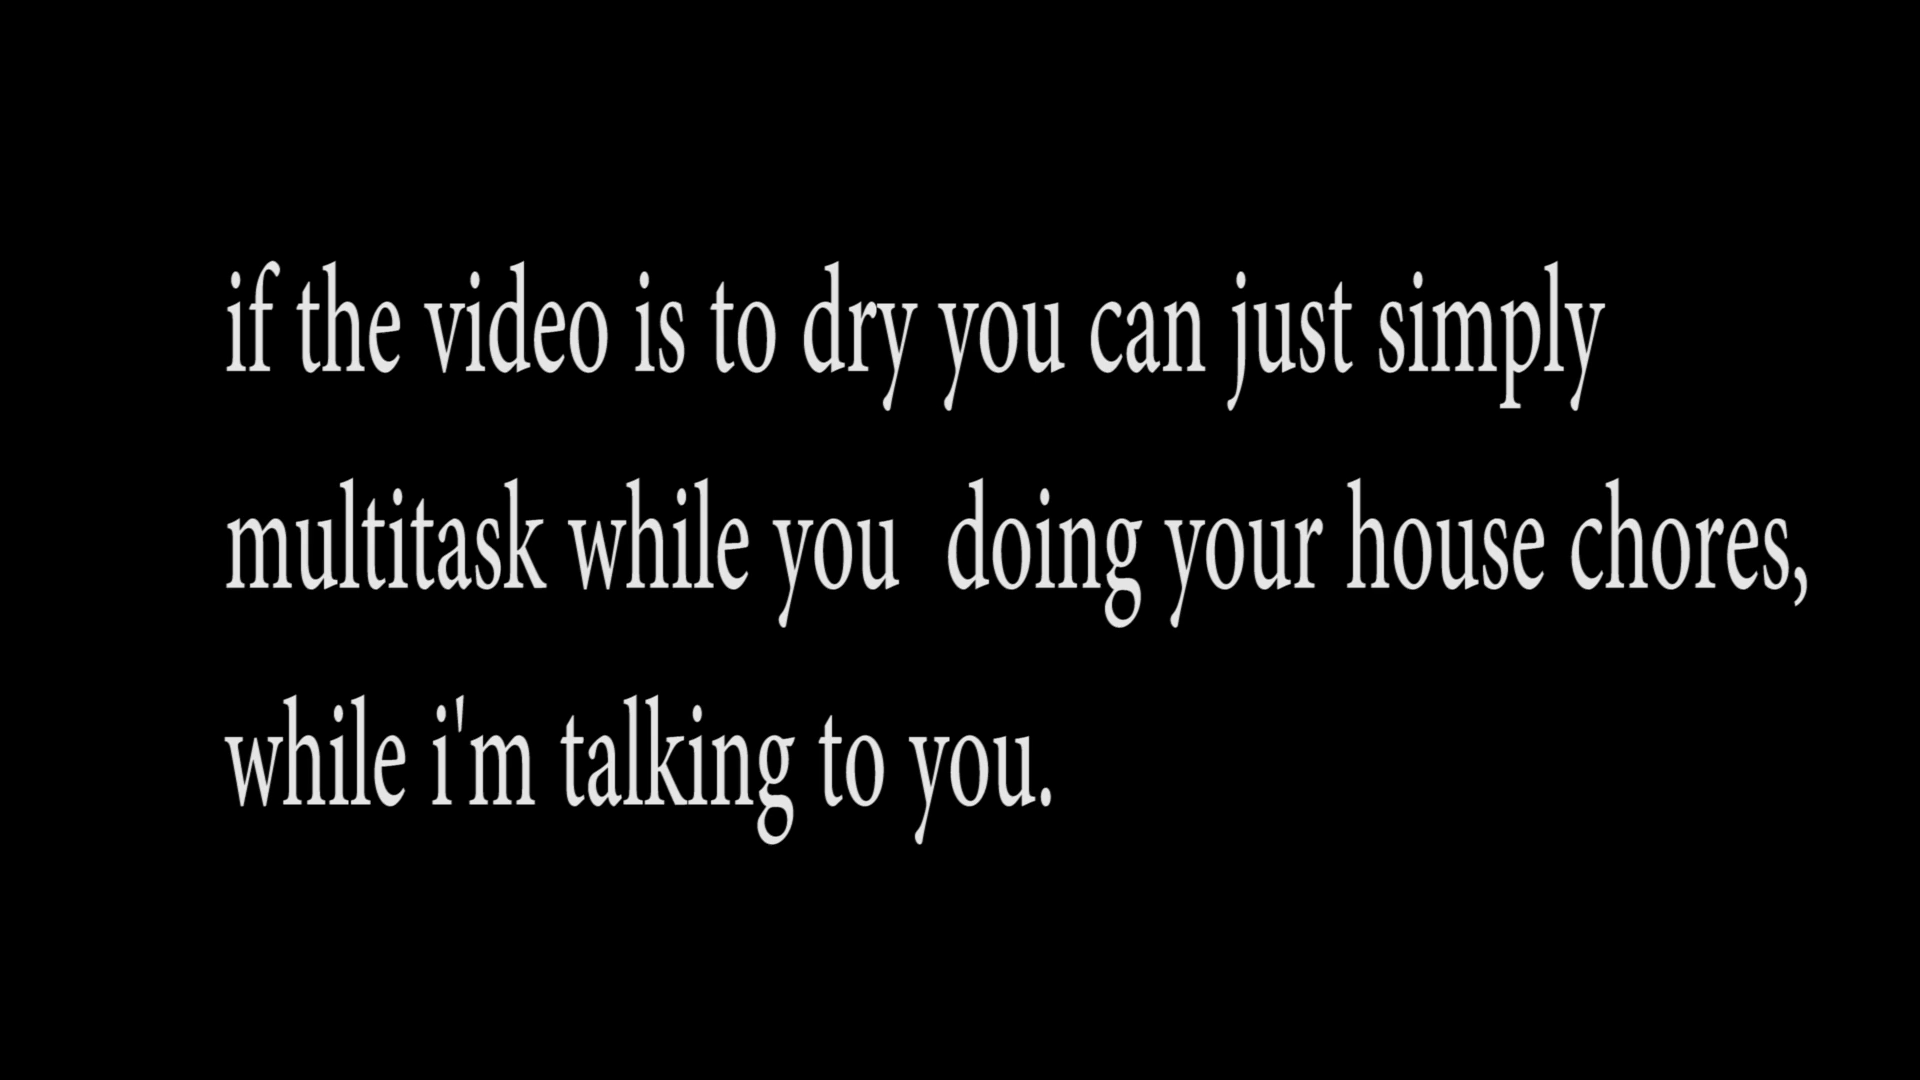 if the video is to dry you can just simply
multitask while you  doing your house chores,
while i'm talking to you.